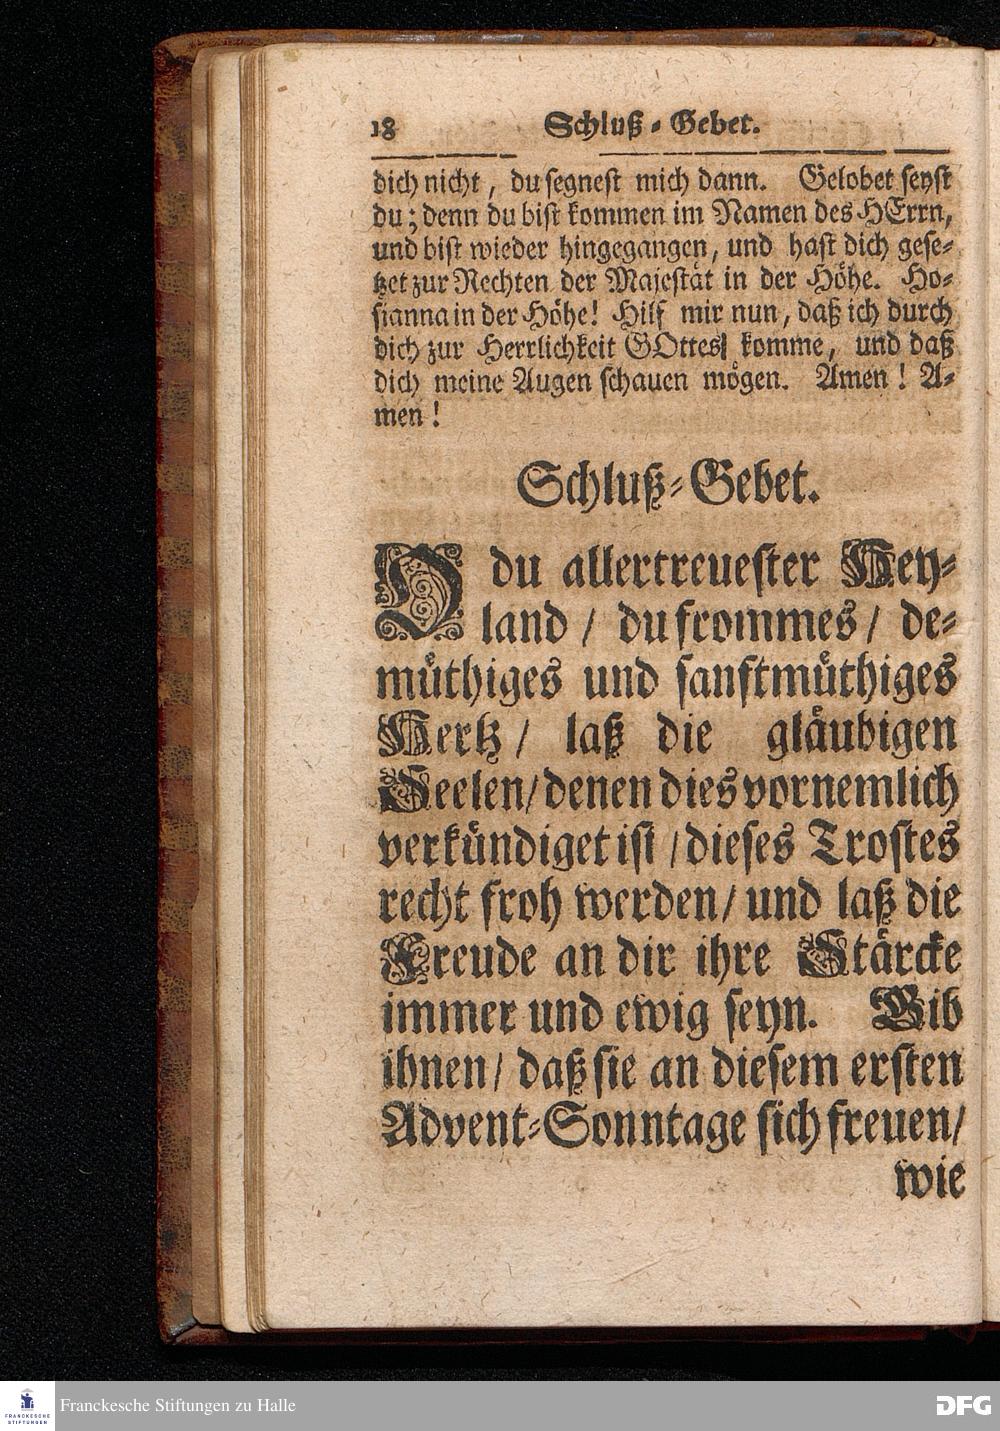 18 Schluß-Gebet.
dich nicht, du segnest mich dann. Gelobet seyst
du; denn du bist kommen im Namen des HErrn,
und bist wieder hingegangen, und hast dich gese-
tzet zur Rechten der Majestät in der Höhe. Ho-
sianna in der Höhe! Hilf mir nun, daß ich durch
dich zur Herrlichkeit GOttes komme, und daß
dich meine Augen schauen mögen. Amen! A-
men!
Schluß-Gebet.
O du allertreuester Hey-
land / du frommes / de-
müthiges und sanftmüthiges
Hertz / laß die gläubigen
Seelen / denen dies vornemlich
verkündiget ist / dieses Trostes
recht froh werden / und laß die
Freude an dir ihre Stärcke
immer und ewig seyn. Gib
ihnen / daß sie an diesem ersten
Advent-Sonntage sich freuen /
wie
FRANCKESCHE
STIFTUNGEN
Franckesche Stiftungen zu Halle
DFG